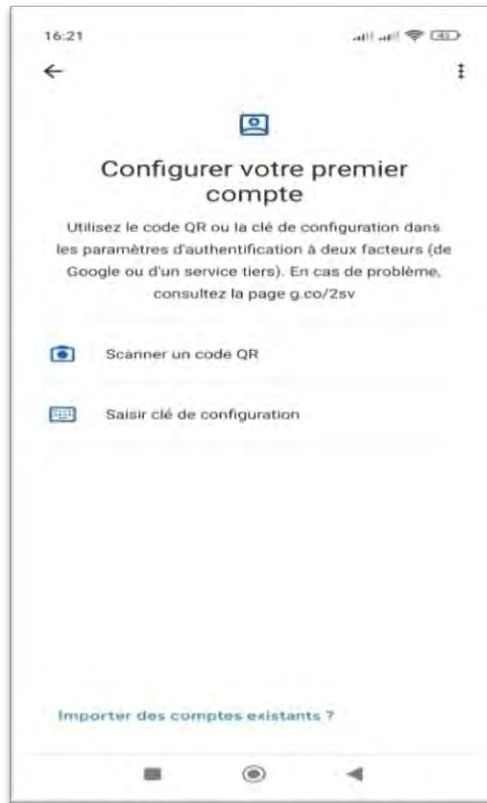 16:21
Configurer votre premier
compte
Utilisez le code QR ou la clé de configuration dans
les paramètres d'authentification à deux facteurs (de
Google ou d'un service tiers). En cas de problème,
consultez la page g.co/2sv
Scanner un code QR
Saisir clé de configuration
Importer des comptes existants ?